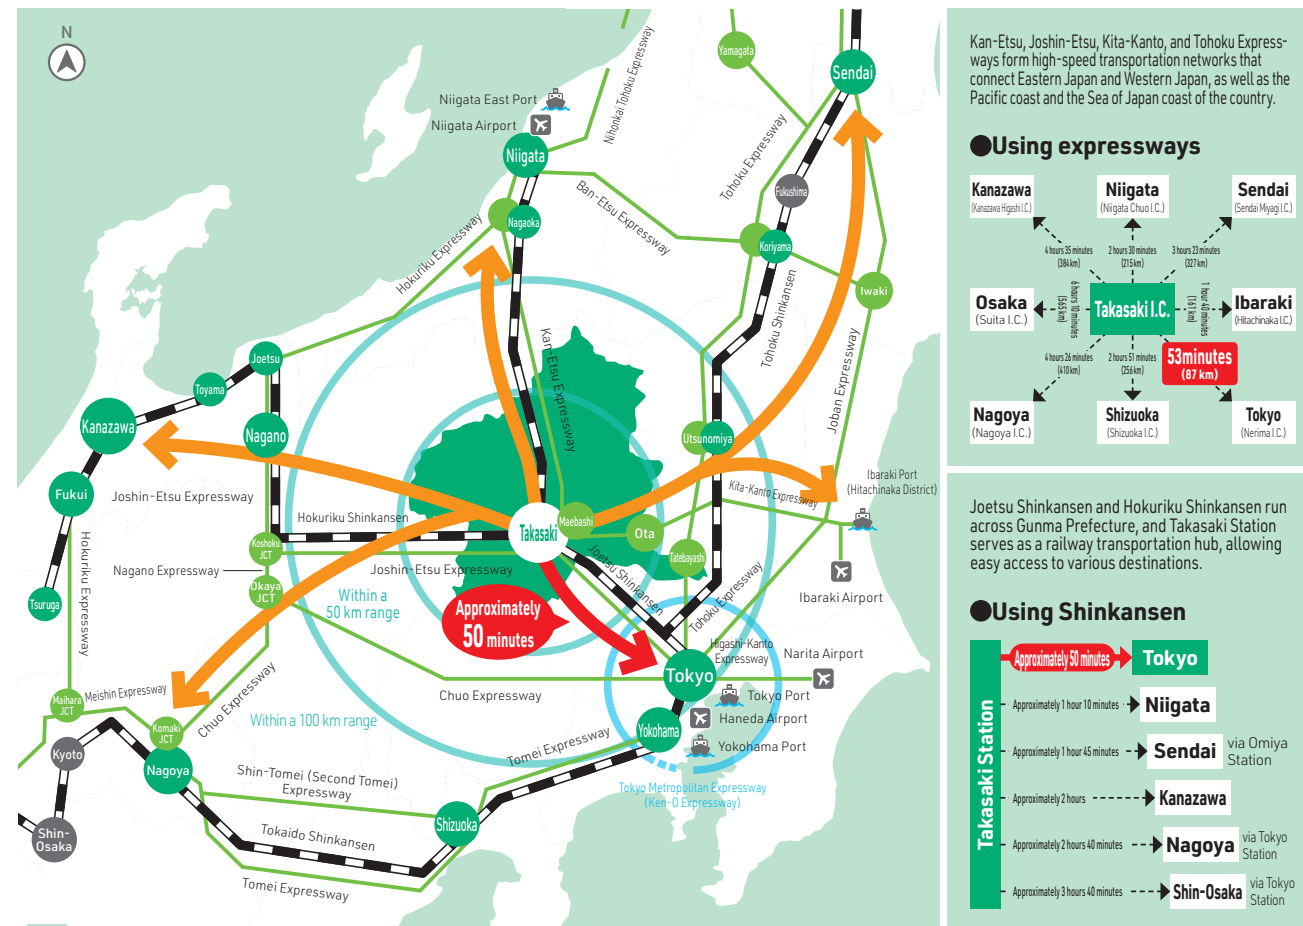 N
Niigata East Port
Niigata Airport
Niigata
Nihonkai Tohoku Expressway
Yamagata
Sendai
Tohoku Expressway
Fukushima
Ban-Etsu Expressway
Nagaoka
Hokuriku Expressway
Koriyama
Iwaki
Tohoku Shinkansen
Joban Expressway
Kan-Etsu Expressway
Joetsu
Toyama
Kanazawa
Nagano
Utsunomiya
Fukui
Joshin-Etsu Expressway
Hokuriku Shinkansen
Kita-Kanto Expressway
Ibaraki Port
(Hitachinaka District)
Takasaki
Maebashi
Ota
Tatebayashi
Koshoku
JCT
Nagano Expressway
Joshin-Etsu Expressway
Joetsu Shinkansen
Tohoku Expressway
Okaya
JCT
Tsuruga
Hokuriku Expressway
Within a
50 km range
Approximately
50 minutes
Ibaraki Airport
Higashi-Kanto
Expressway
Narita Airport
Tokyo
Tokyo Port
Haneda Airport
Yokohama
Yokohama Port
Maihara
JCT
Meishin Expressway
Chuo Expressway
Chuo Expressway
Within a 100 km range
Komaki
JCT
Kyoto
Nagoya
Tomei Expressway
Shin-Tomei (Second Tomei)
Expressway
Tokyo Metropolitan Expressway
(Ken-O Expressway)
Shin-
Osaka
Shizuoka
Tokaido Shinkansen
Tomei Expressway
Kan-Etsu, Joshin-Etsu, Kita-Kanto, and Tohoku Express-
ways form high-speed transportation networks that
connect Eastern Japan and Western Japan, as well as the
Pacific coast and the Sea of Japan coast of the country.
●Using expressways
Kanazawa
(Kanazawa Higashi I.C.)
Niigata
(Niigata Chuo I.C.)
Sendai
(Sendai Miyagi I.C.)
4 hours 35 minutes
(384 km)
2 hours 30 minutes
(215 km)
3 hours 23 minutes
(327 km)
Osaka
(Suita I.C.)
6 hours 10 minutes
(565 km)
Takasaki I.C.
1 hour 40 minutes
(161 km)
Ibaraki
(Hitachinaka I.C.)
4 hours 26 minutes
(410 km)
2 hours 51 minutes
(256 km)
53minutes
(87 km)
Nagoya
(Nagoya I.C.)
Shizuoka
(Shizuoka I.C.)
Tokyo
(Nerima I.C.)
Joetsu Shinkansen and Hokuriku Shinkansen run
across Gunma Prefecture, and Takasaki Station
serves as a railway transportation hub, allowing
easy access to various destinations.
●Using Shinkansen
Takasaki Station
Approximately 50 minutes
Tokyo
Approximately 1 hour 10 minutes
Niigata
Approximately 1 hour 45 minutes
Sendai
via Omiya
Station
Approximately 2 hours
Kanazawa
Approximately 2 hours 40 minutes
Nagoya
via Tokyo
Station
Approximately 3 hours 40 minutes
Shin-Osaka
via Tokyo
Station